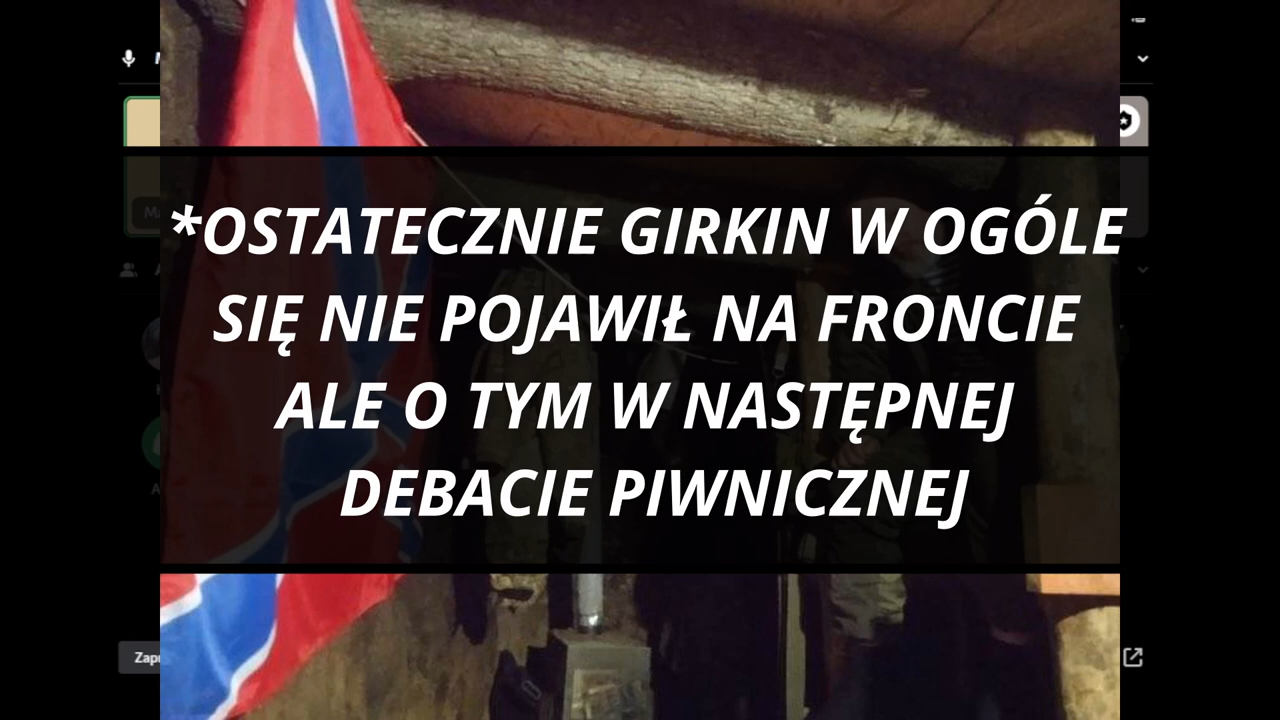 *OSTATECZNIE GIRKIN W OGÓLE
SIĘ NIE POJAWIŁ NA FRONCIE
ALE O TYM W NASTĘPNEJ
DEBACIE PIWNICZNEJ